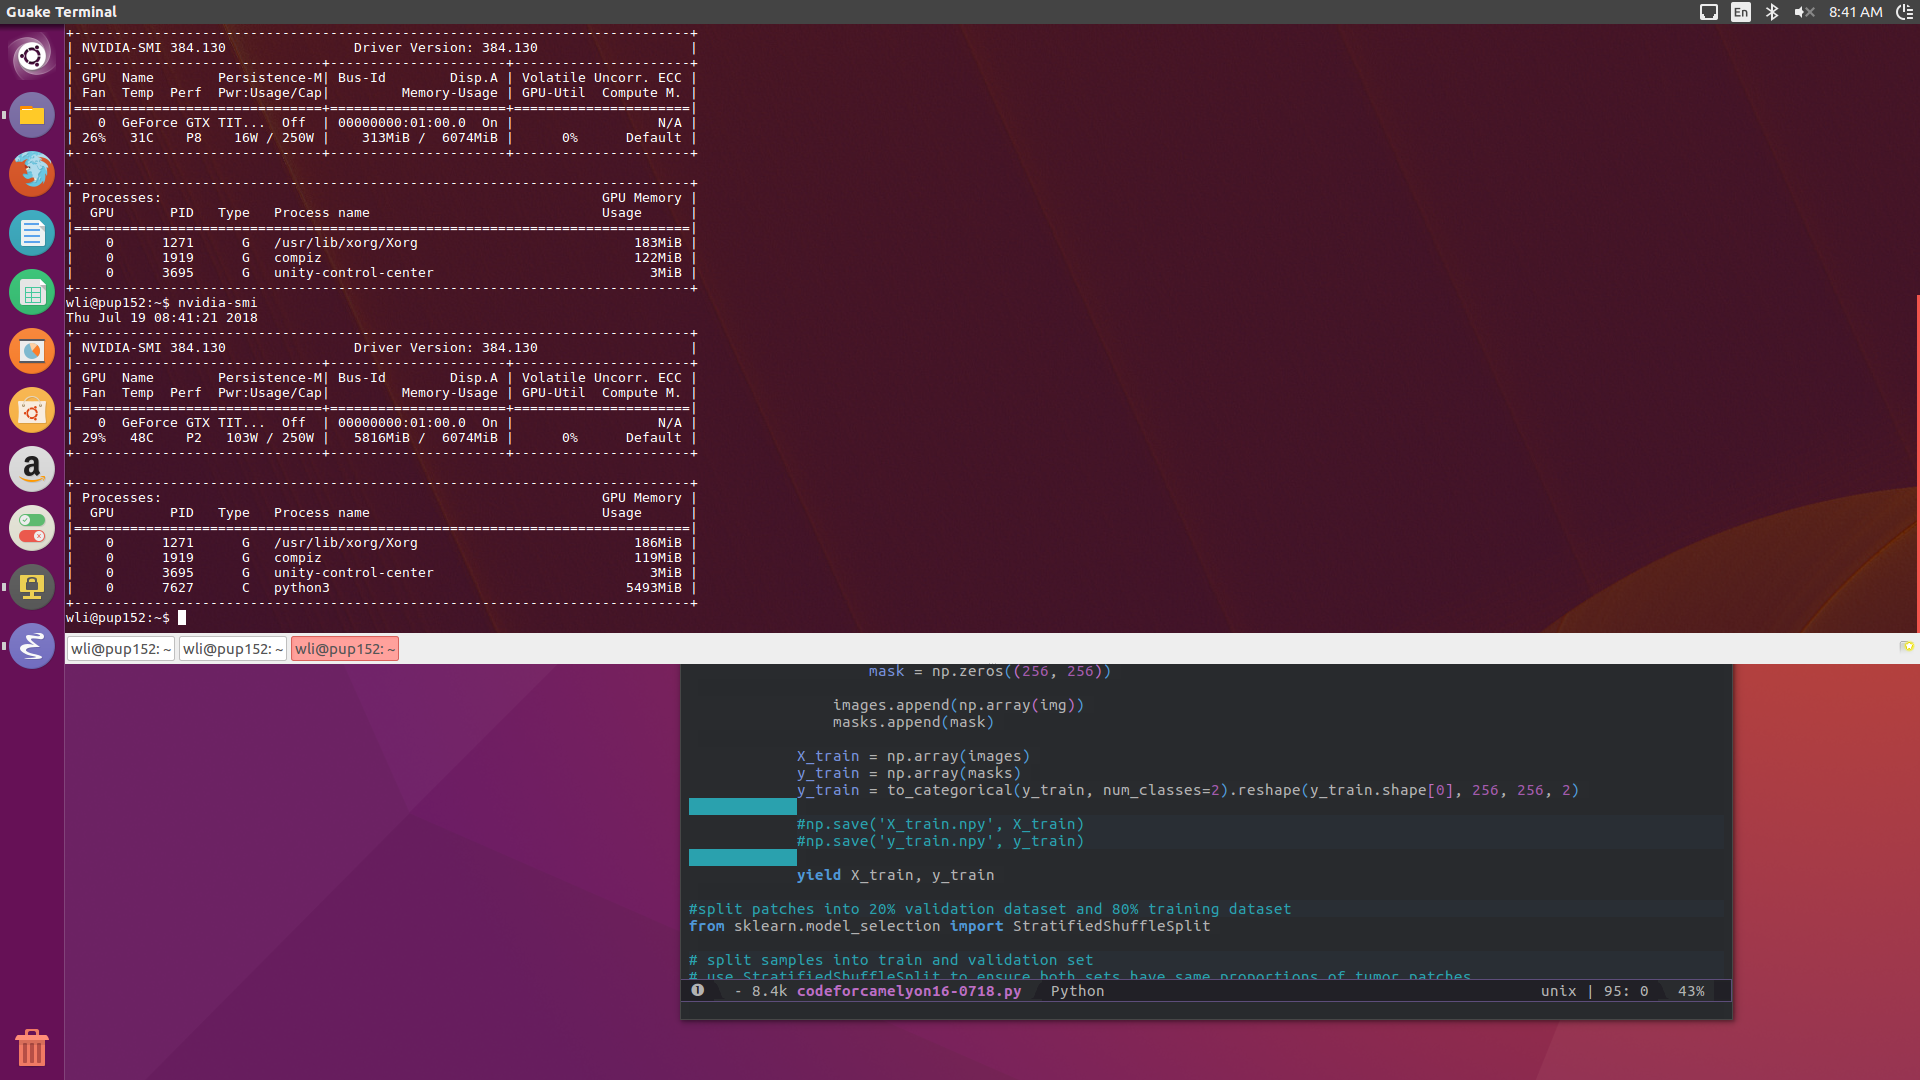 Guake Terminal
En
8:41 AM
+-----------------------------------------------------------------------------+
| NVIDIA-SMI 384.130                Driver Version: 384.130                   |
|-------------------------------+----------------------+----------------------+
| GPU  Name        Persistence-M| Bus-Id        Disp.A | Volatile Uncorr. ECC |
| Fan  Temp  Perf  Pwr:Usage/Cap|         Memory-Usage | GPU-Util  Compute M. |
|===============================+======================+======================|
|   0  GeForce GTX TIT...  Off  | 00000000:01:00.0  On |                  N/A |
| 26%   31C    P8    16W / 250W |    313MiB /  6074MiB |      0%      Default |
+-------------------------------+----------------------+----------------------+
+-----------------------------------------------------------------------------+
| Processes:                                                       GPU Memory |
|  GPU       PID   Type   Process name                             Usage      |
|=============================================================================|
|    0      1271      G   /usr/lib/xorg/Xorg                           183MiB |
|    0      1919      G   compiz                                       122MiB |
|    0      3695      G   unity-control-center                           3MiB |
+-----------------------------------------------------------------------------+
wli@pup152:~$ nvidia-smi
Thu Jul 19 08:41:21 2018
+-----------------------------------------------------------------------------+
| NVIDIA-SMI 384.130                Driver Version: 384.130                   |
|-------------------------------+----------------------+----------------------+
| GPU  Name        Persistence-M| Bus-Id        Disp.A | Volatile Uncorr. ECC |
| Fan  Temp  Perf  Pwr:Usage/Cap|         Memory-Usage | GPU-Util  Compute M. |
|===============================+======================+======================|
|   0  GeForce GTX TIT...  Off  | 00000000:01:00.0  On |                  N/A |
| 29%   48C    P2   103W / 250W |   5816MiB /  6074MiB |      0%      Default |
+-------------------------------+----------------------+----------------------+
+-----------------------------------------------------------------------------+
| Processes:                                                       GPU Memory |
|  GPU       PID   Type   Process name                             Usage      |
|=============================================================================|
|    0      1271      G   /usr/lib/xorg/Xorg                           186MiB |
|    0      1919      G   compiz                                       119MiB |
|    0      3695      G   unity-control-center                           3MiB |
|    0      7627      C   python3                                     5493MiB |
+-----------------------------------------------------------------------------+
wli@pup152:~$
wli@pup152: ~ wli@pup152: ~ wli@pup152: ~
mask = np.zeros((256, 256))
images.append(np.array(img))
masks.append(mask)
X_train = np.array(images)
y_train = np.array(masks)
y_train = to_categorical(y_train, num_classes=2).reshape(y_train.shape[0], 256, 256, 2)
#np.save('X_train.npy', X_train)
#np.save('y_train.npy', y_train)
yield X_train, y_train
#split patches into 20% validation dataset and 80% training dataset
from sklearn.model_selection import StratifiedShuffleSplit
# split samples into train and validation set
# use StratifiedShuffleSplit to ensure both sets have same proportions of tumor patches
1 - 8.4k codeforcamelyon16-0718.py Python unix | 95: 0 43%